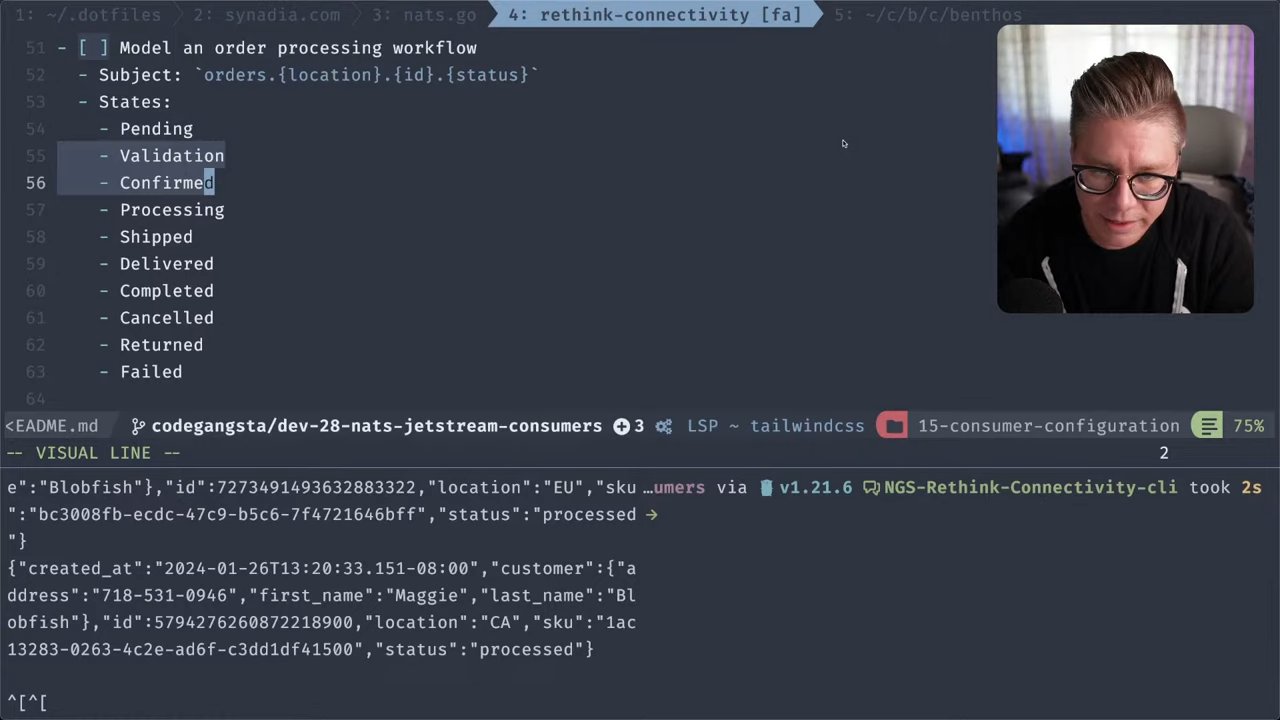 1: ~/.dotfiles 2: synadia.com 3: nats.go 4: rethink-connectivity [fa] 5: ~/c/b/c/benthos
51 - [ ] Model an order processing workflow
52 - Subject: `orders.{location}.{id}.{status}`
53 - States:
54 - Pending
55 - Validation
56 - Confirmed
57 - Processing
58 - Shipped
59 - Delivered
60 - Completed
61 - Cancelled
62 - Returned
63 - Failed
64
<EADME.md codegangsta/dev-28-nats-jetstream-consumers 3 LSP ~ tailwindcss 15-consumer-configuration 75%
-- VISUAL LINE -- 2
e":"Blobfish"},"id":7273491493632883322,"location":"EU","sku …umers via v1.21.6 NGS-Rethink-Connectivity-cli took 2s
":"bc3008fb-ecdc-47c9-b5c6-7f4721646bff","status":"processed →
"}
{"created_at":"2024-01-26T13:20:33.151-08:00","customer":{"a
ddress":"718-531-0946","first_name":"Maggie","last_name":"Bl
obfish"},"id":5794276260872218900,"location":"CA","sku":"1ac
13283-0263-4c2e-ad6f-c3dd1df41500","status":"processed"}
^[^[